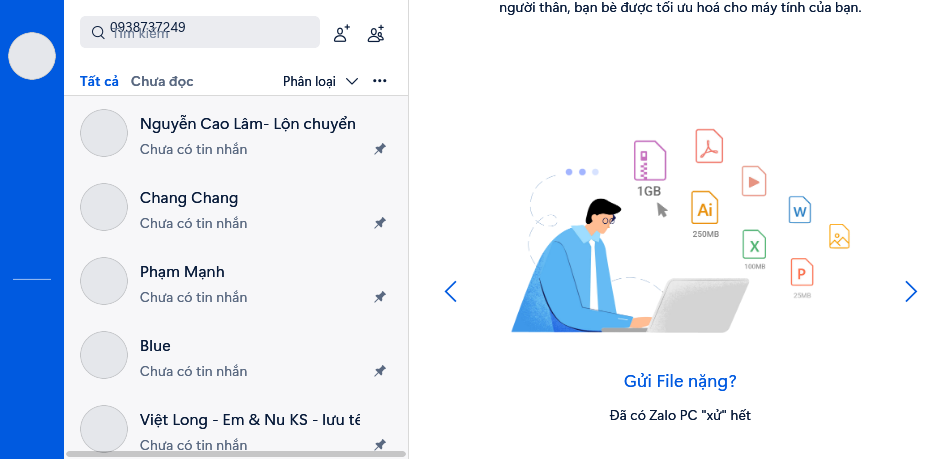 người thân, bạn bè được tối ưu hoá cho máy tính của bạn.
0938737249
Tìm kiếm
Tất cả Chưa đọc Phân loại
Nguyễn Cao Lâm- Lộn chuyển
Chưa có tin nhắn
Chang Chang
Chưa có tin nhắn
Phạm Mạnh
Chưa có tin nhắn
Blue
Chưa có tin nhắn
Việt Long - Em & Nu KS - lưu tê
Chưa có tin nhắn
1GB
Ai
250MB
W
X
100MB
P
25MB
Gửi File nặng?
Đã có Zalo PC "xử" hết